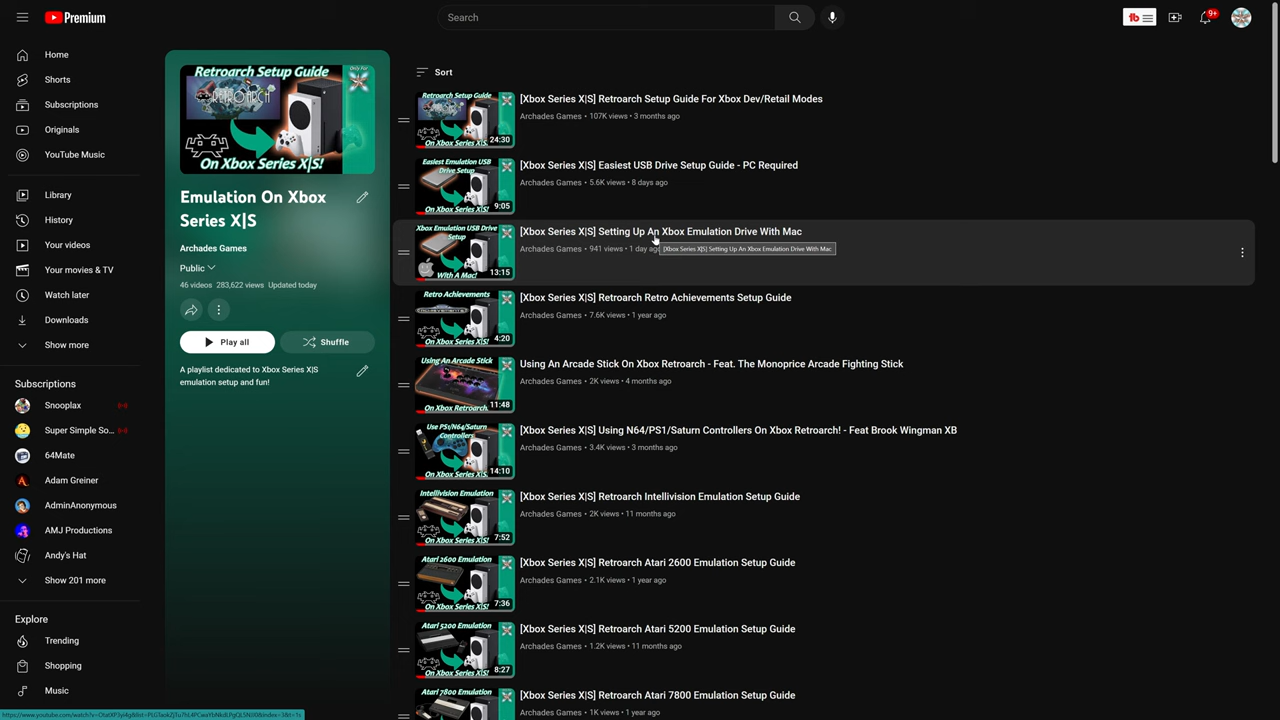 Premium
Search
9+
Home
Shorts
Subscriptions
Originals
YouTube Music
Library
History
Your videos
Your movies & TV
Watch later
Downloads
Show more
Subscriptions
Snooplax
Super Simple So...
64Mate
Adam Greiner
AdminAnonymous
AMJ Productions
Andy's Hat
Show 201 more
Explore
Trending
Shopping
Music
Retroarch Setup Guide
RETROARCH
On Xbox Series X|S!
Emulation On Xbox
Series X|S
Archades Games
Public
46 videos 283,622 views Updated today
Play all
Shuffle
A playlist dedicated to Xbox Series X|S
emulation setup and fun!
Sort
Retroarch Setup Guide
On Xbox Series X|S!
24:30
[Xbox Series X|S] Retroarch Setup Guide For Xbox Dev/Retail Modes
Archades Games • 107K views • 3 months ago
Easiest Emulation USB
Drive Setup
On Xbox Series X|S!
9:05
[Xbox Series X|S] Easiest USB Drive Setup Guide - PC Required
Archades Games • 5.6K views • 8 days ago
Xbox Emulation USB Drive
Setup
With A Mac!
13:15
[Xbox Series X|S] Setting Up An Xbox Emulation Drive With Mac
Archades Games • 941 views • 1 day ago
[Xbox Series X|S] Setting Up An Xbox Emulation Drive With Mac
Retro Achievements
On Xbox Series X|S!
4:20
[Xbox Series X|S] Retroarch Retro Achievements Setup Guide
Archades Games • 7.6K views • 1 year ago
Using An Arcade Stick
On Xbox Retroarch.
11:48
Using An Arcade Stick On Xbox Retroarch - Feat. The Monoprice Arcade Fighting Stick
Archades Games • 2K views • 4 months ago
Use PS1/N64/Saturn
Controllers
On Xbox Series X|S!
14:10
[Xbox Series X|S] Using N64/PS1/Saturn Controllers On Xbox Retroarch! - Feat Brook Wingman XB
Archades Games • 3.4K views • 3 months ago
Intellivision Emulation
On Xbox Series X|S!
7:52
[Xbox Series X|S] Retroarch Intellivision Emulation Setup Guide
Archades Games • 2K views • 11 months ago
Atari 2600 Emulation
On Xbox Series X|S!
7:36
[Xbox Series X|S] Retroarch Atari 2600 Emulation Setup Guide
Archades Games • 2.1K views • 1 year ago
Atari 5200 Emulation
On Xbox Series X|S!
8:27
[Xbox Series X|S] Retroarch Atari 5200 Emulation Setup Guide
Archades Games • 1.2K views • 11 months ago
Atari 7800 Emulation
[Xbox Series X|S] Retroarch Atari 7800 Emulation Setup Guide
Archades Games • 1K views • 1 year ago